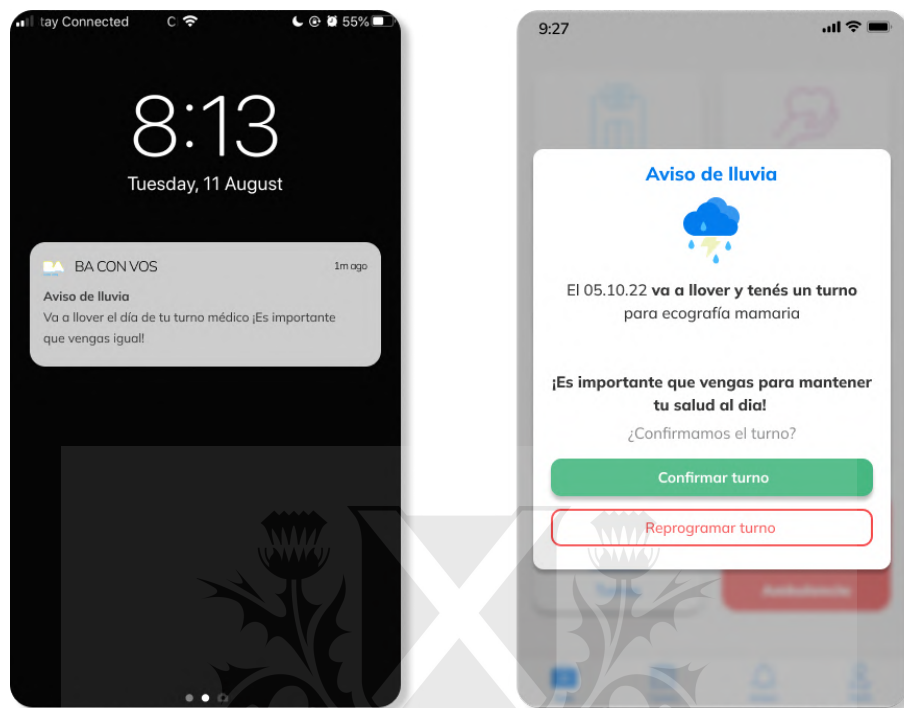 tay Connected
55%
8:13
Tuesday, 11 August
BA CON VOS
1m ago
Aviso de lluvia
Va a llover el día de tu turno médico ¡Es importante
que vengas igual!
9:27
Aviso de lluvia
El 05.10.22 va a llover y tenés un turno
para ecografía mamaria
¡Es importante que vengas para mantener
tu salud al dia!
¿Confirmamos el turno?
Confirmar turno
Reprogramar turno